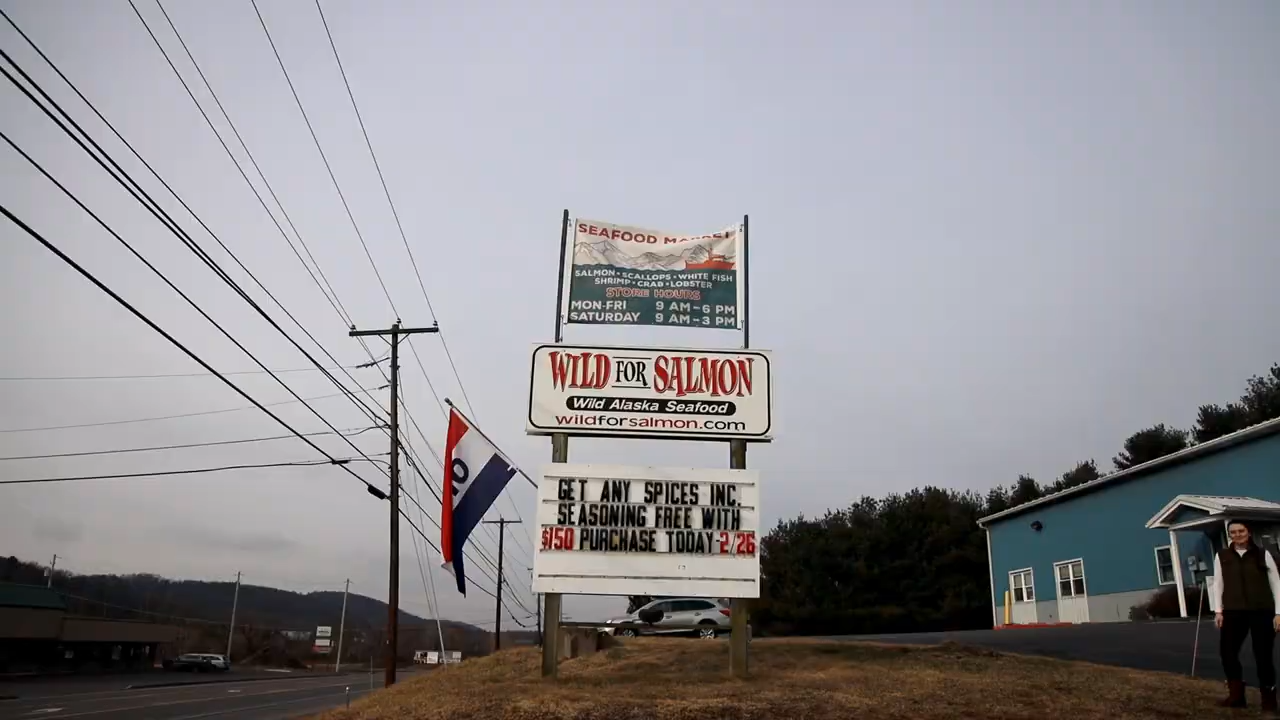 SEAFOOD MARKET
SALMON • SCALLOPS • WHITE FISH
SHRIMP • CRAB • LOBSTER
STORE HOURS
MON-FRI 9 AM - 6 PM
SATURDAY 9 AM - 3 PM
WILD FOR SALMON
Wild Alaska Seafood
wildforsalmon.com
GET ANY SPICES INC.
SEASONING FREE WITH
$150 PURCHASE TODAY-2/26